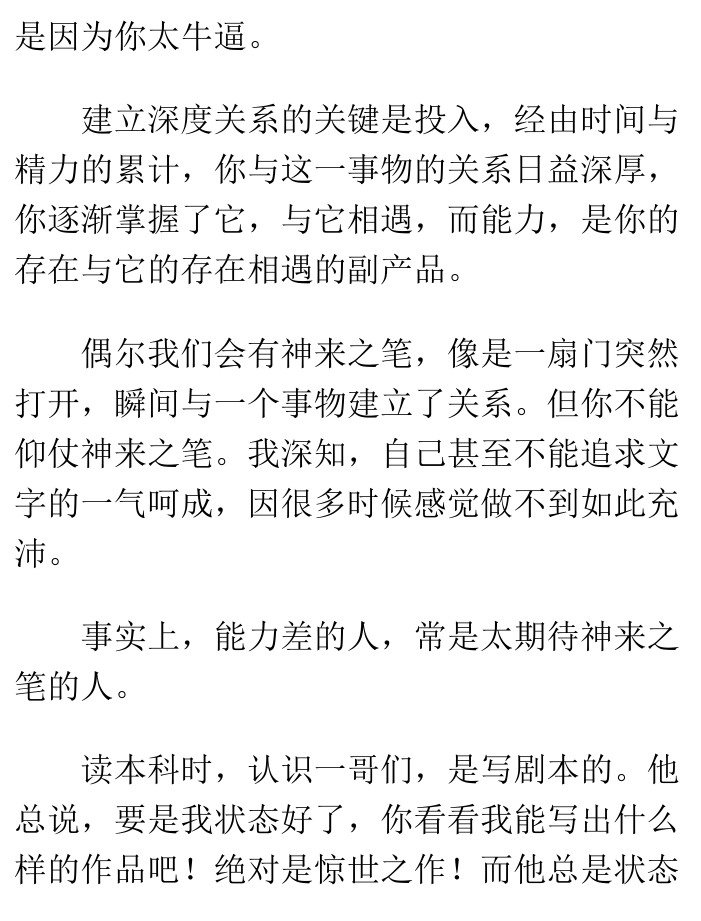 是因为你太牛逼。
建立深度关系的关键是投入，经由时间与
精力的累计，你与这一事物的关系日益深厚，
你逐渐掌握了它，与它相遇，而能力，是你的
存在与它的存在相遇的副产品。
偶尔我们会有神来之笔，像是一扇门突然
打开，瞬间与一个事物建立了关系。但你不能
仰仗神来之笔。我深知，自己甚至不能追求文
字的一气呵成，因很多时候感觉做不到如此充
沛。
事实上，能力差的人，常是太期待神来之
笔的人。
读本科时，认识一哥们，是写剧本的。他
总说，要是我状态好了，你看看我能写出什么
样的作品吧！绝对是惊世之作！而他总是状态